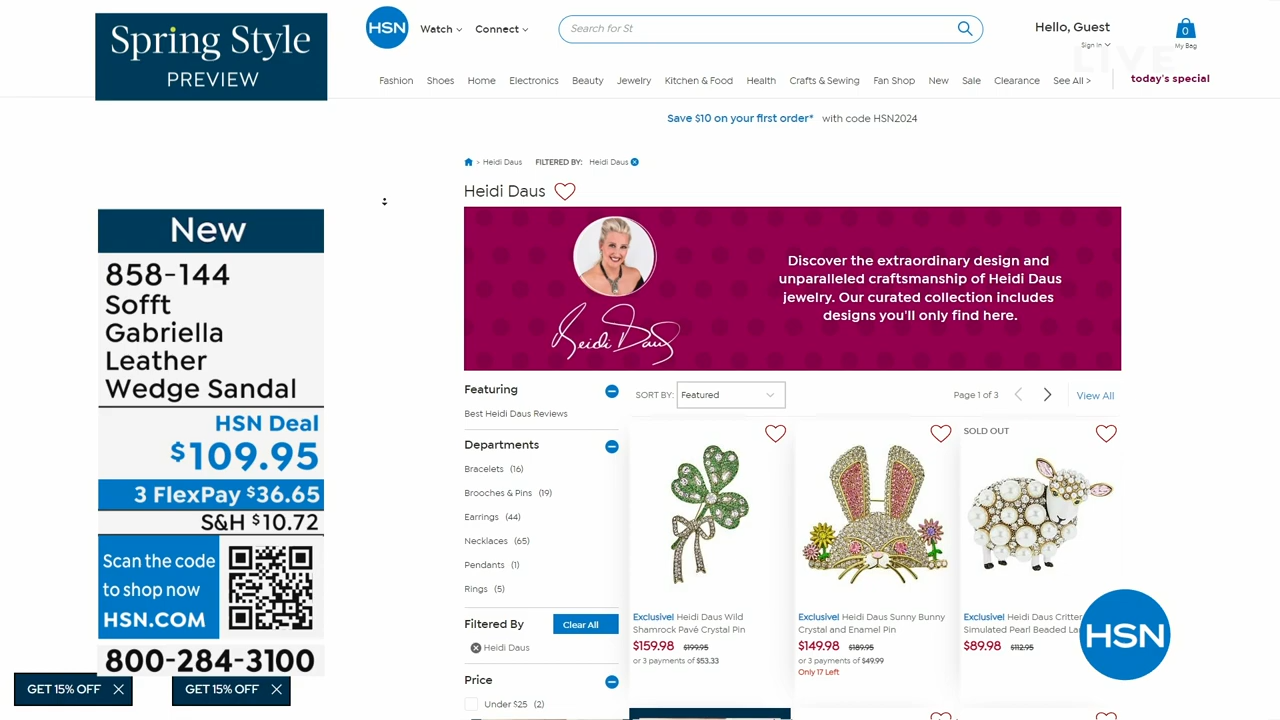 Spring Style
PREVIEW
HSN
Watch
Connect
Search for St
Hello, Guest
Sign In
0
My Bag
LIVE
Fashion
Shoes
Home
Electronics
Beauty
Jewelry
Kitchen & Food
Health
Crafts & Sewing
Fan Shop
New
Sale
Clearance
See All >
today's special
Save $10 on your first order* with code HSN2024
> Heidi Daus FILTERED BY: Heidi Daus
Heidi Daus
Heidi Daus
Discover the extraordinary design and
unparalleled craftsmanship of Heidi Daus
jewelry. Our curated collection includes
designs you'll only find here.
New
858-144
Sofft
Gabriella
Leather
Wedge Sandal
HSN Deal
$109.95
3 FlexPay $36.65
S&H $10.72
Scan the code
to shop now
HSN.COM
800-284-3100
GET 15% OFF
GET 15% OFF
Featuring
Best Heidi Daus Reviews
Departments
Bracelets (16)
Brooches & Pins (19)
Earrings (44)
Necklaces (65)
Pendants (1)
Rings (5)
Filtered By
Clear All
Heidi Daus
Price
Under $25 (2)
SORT BY: Featured
Page 1 of 3
View All
Exclusive! Heidi Daus Wild
Shamrock Pavé Crystal Pin
$159.98 $199.95
or 3 payments of $53.33
Exclusive! Heidi Daus Sunny Bunny
Crystal and Enamel Pin
$149.98 $189.95
or 3 payments of $49.99
Only 17 Left
SOLD OUT
Exclusive! Heidi Daus Critter
Simulated Pearl Beaded
$89.98 $112.95
HSN